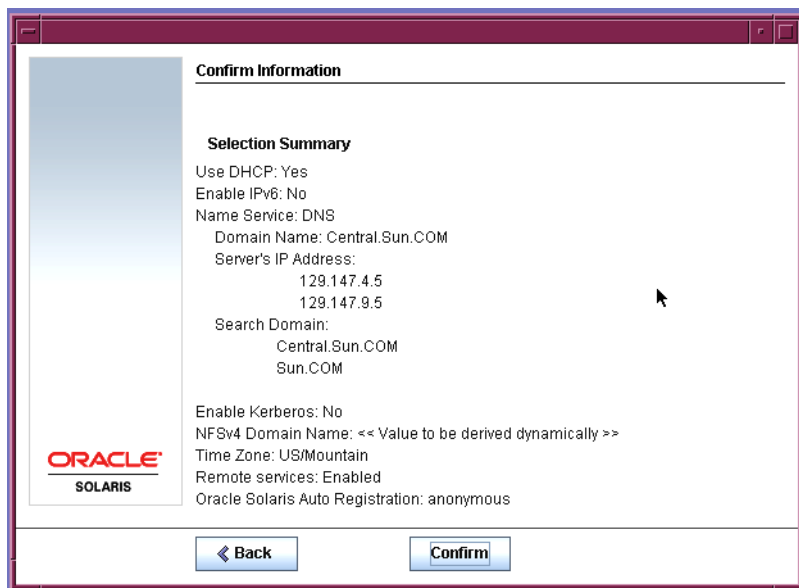 Confirm Information
Selection Summary
Use DHCP: Yes
Enable IPv6: No
Name Service: DNS
Domain Name: Central.Sun.COM
Server's IP Address:
129.147.4.5
129.147.9.5
Search Domain:
Central.Sun.COM
Sun.COM
Enable Kerberos: No
NFSv4 Domain Name: << Value to be derived dynamically >>
Time Zone: US/Mountain
Remote services: Enabled
Oracle Solaris Auto Registration: anonymous
ORACLE
SOLARIS
Back
Confirm